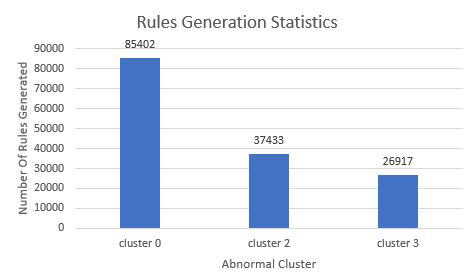 Rules Generation Statistics
Number Of Rules Generated
90000
80000
70000
60000
50000
40000
30000
20000
10000
0
85402
37433
26917
cluster 0
cluster 2
cluster 3
Abnormal Cluster